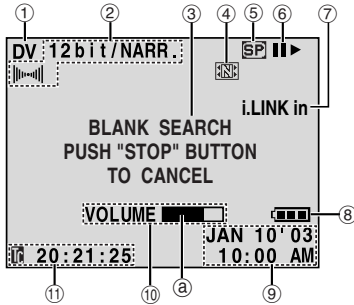 ① ② ③ ④ ⑤ ⑥ ⑦
DV 12bit/NARR. N SP
i.LINK in
BLANK SEARCH
PUSH "STOP" BUTTON
TO CANCEL
VOLUME
⑧
JAN 10'03
20:21:25 10:00 AM
⑪ ⑩ ⓐ ⑨